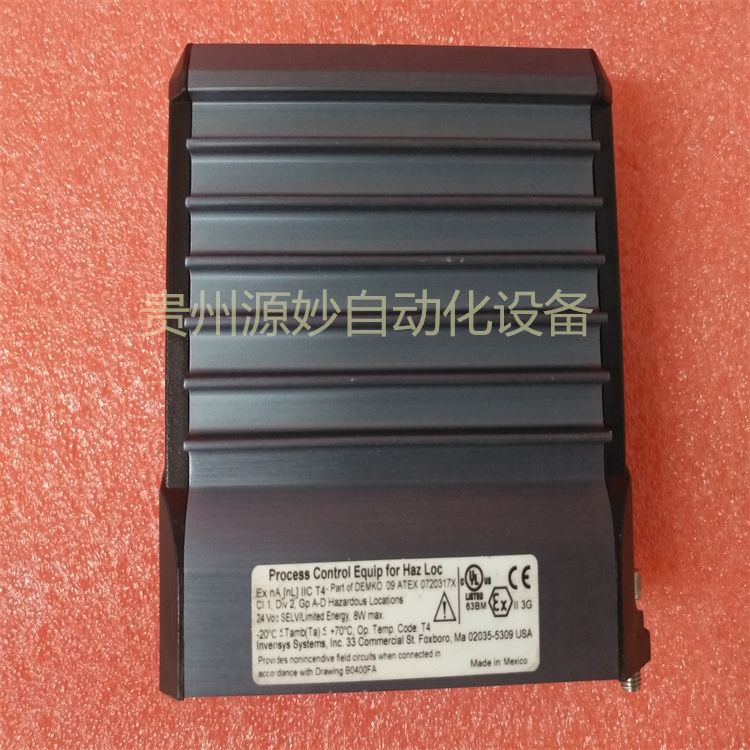 贵州源妙自动化设备
Process Control Equip for Haz Loc
Ex nA [nL] IIC T4- Part of DEMKO 09 ATEX 0720317X
Cl 1, Div 2, Gp A-D Hazardous Locations
24 Vdc SELV/Limited Energy, 8W max.
-20°C ≤ Tamb(Ta) ≤ +70°C, Op. Temp. Code: T4
Invensys Systems, Inc. 33 Commercial St. Foxboro, Ma 02035-5309 USA
Provides nonincendive field circuits when connected in
accordance with Drawing B0400FA
Made in: Mexico
C UL US
LISTED
63BM
Ex II 3G